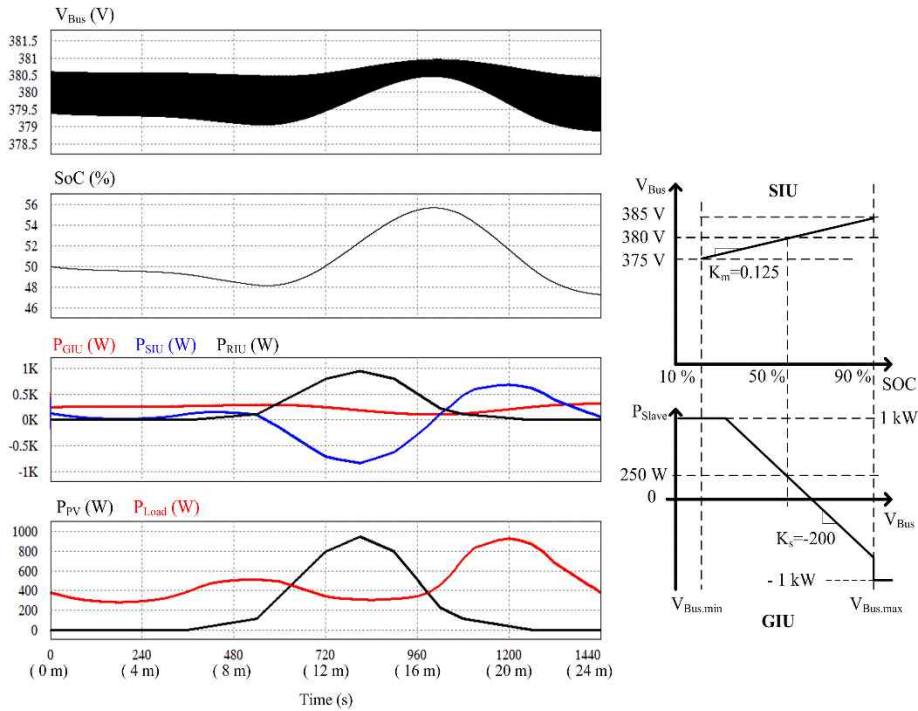 V_Bus (V)
381.5
381
380.5
380
379.5
379
378.5
SoC (%)
56
54
52
50
48
46
P_GIU (W) P_SIU (W) P_RIU (W)
1K
0.5K
0K
-0.5K
-1K
P_PV (W) P_Load (W)
1000
800
600
400
200
0
0 240 480 720 960 1200 1440
( 0 m) ( 4 m) ( 8 m) ( 12 m) ( 16 m) ( 20 m) ( 24 m)
Time (s)
V_Bus SIU
385 V
380 V
375 V
K_m=0.125
10 % 50 % 90 % SOC
P_Slave
1 kW
250 W
0
V_Bus
K_s=-200
- 1 kW
V_Bus.min V_Bus.max
GIU